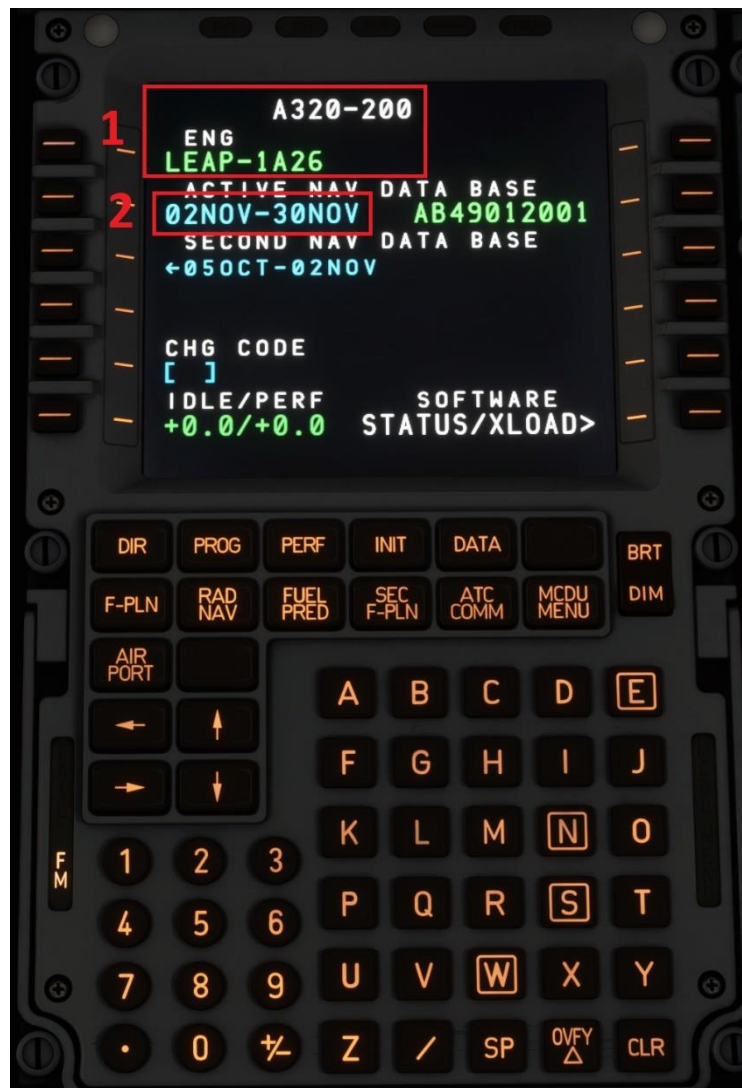 1
A320-200
ENG
LEAP-1A26
ACTIVE NAV DATA BASE
2
02NOV-30NOV AB49012001
SECOND NAV DATA BASE
←05OCT-02NOV
CHG CODE
[ ]
IDLE/PERF SOFTWARE
+0.0/+0.0 STATUS/XLOAD>
DIR PROG PERF INIT DATA BRT
F-PLN RAD NAV FUEL PRED SEC F-PLN ATC COMM MCDU MENU DIM
AIR PORT
← ↑
→ ↓
A B C D E
F G H I J
K L M N O
P Q R S T
U V W X Y
Z / SP OVFY Δ CLR
FM
1 2 3
4 5 6
7 8 9
. 0 +/-